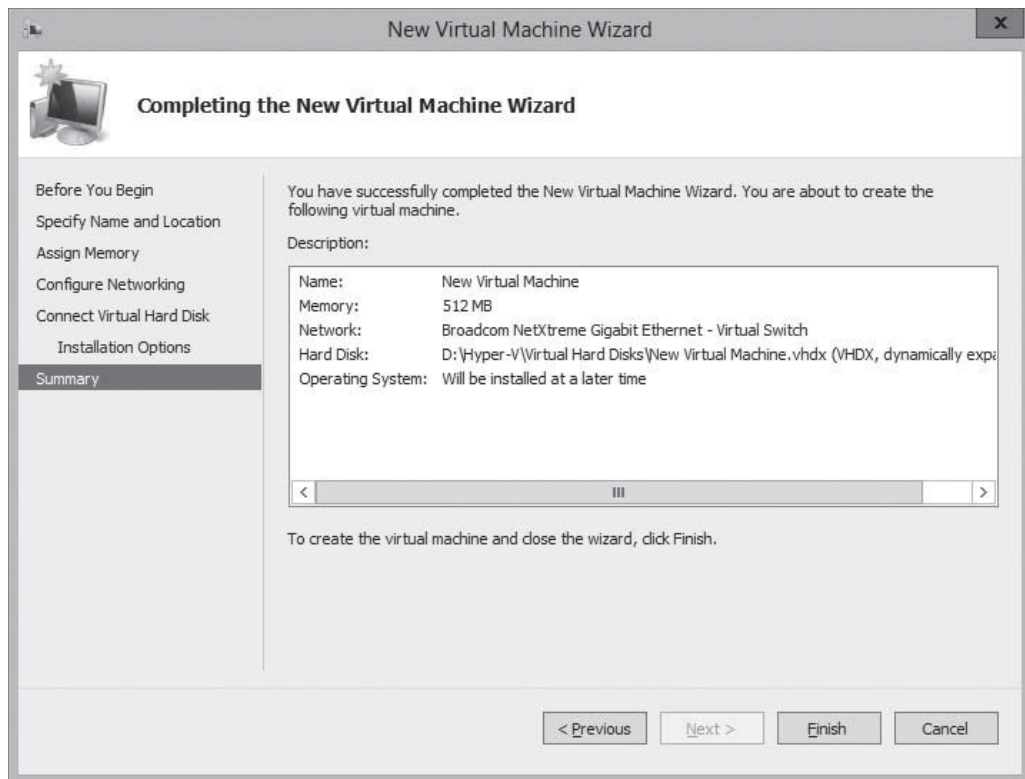 New Virtual Machine Wizard
x
Completing the New Virtual Machine Wizard
Before You Begin
Specify Name and Location
Assign Memory
Configure Networking
Connect Virtual Hard Disk
Installation Options
Summary
You have successfully completed the New Virtual Machine Wizard. You are about to create the
following virtual machine.
Description:
Name: New Virtual Machine
Memory: 512 MB
Network: Broadcom NetXtreme Gigabit Ethernet - Virtual Switch
Hard Disk: D:\Hyper-V\Virtual Hard Disks\New Virtual Machine.vhdx (VHDX, dynamically expa
Operating System: Will be installed at a later time
To create the virtual machine and close the wizard, click Finish.
< Previous Next > Finish Cancel